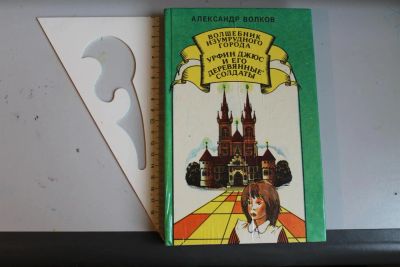 АЛЕКСАНДР ВОЛКОВ
ВОЛШЕБНИК
ИЗУМРУДНОГО
ГОРОДА
УРФИН ДЖЮС
И ЕГО
ДЕРЕВЯННЫЕ
СОЛДАТЫ